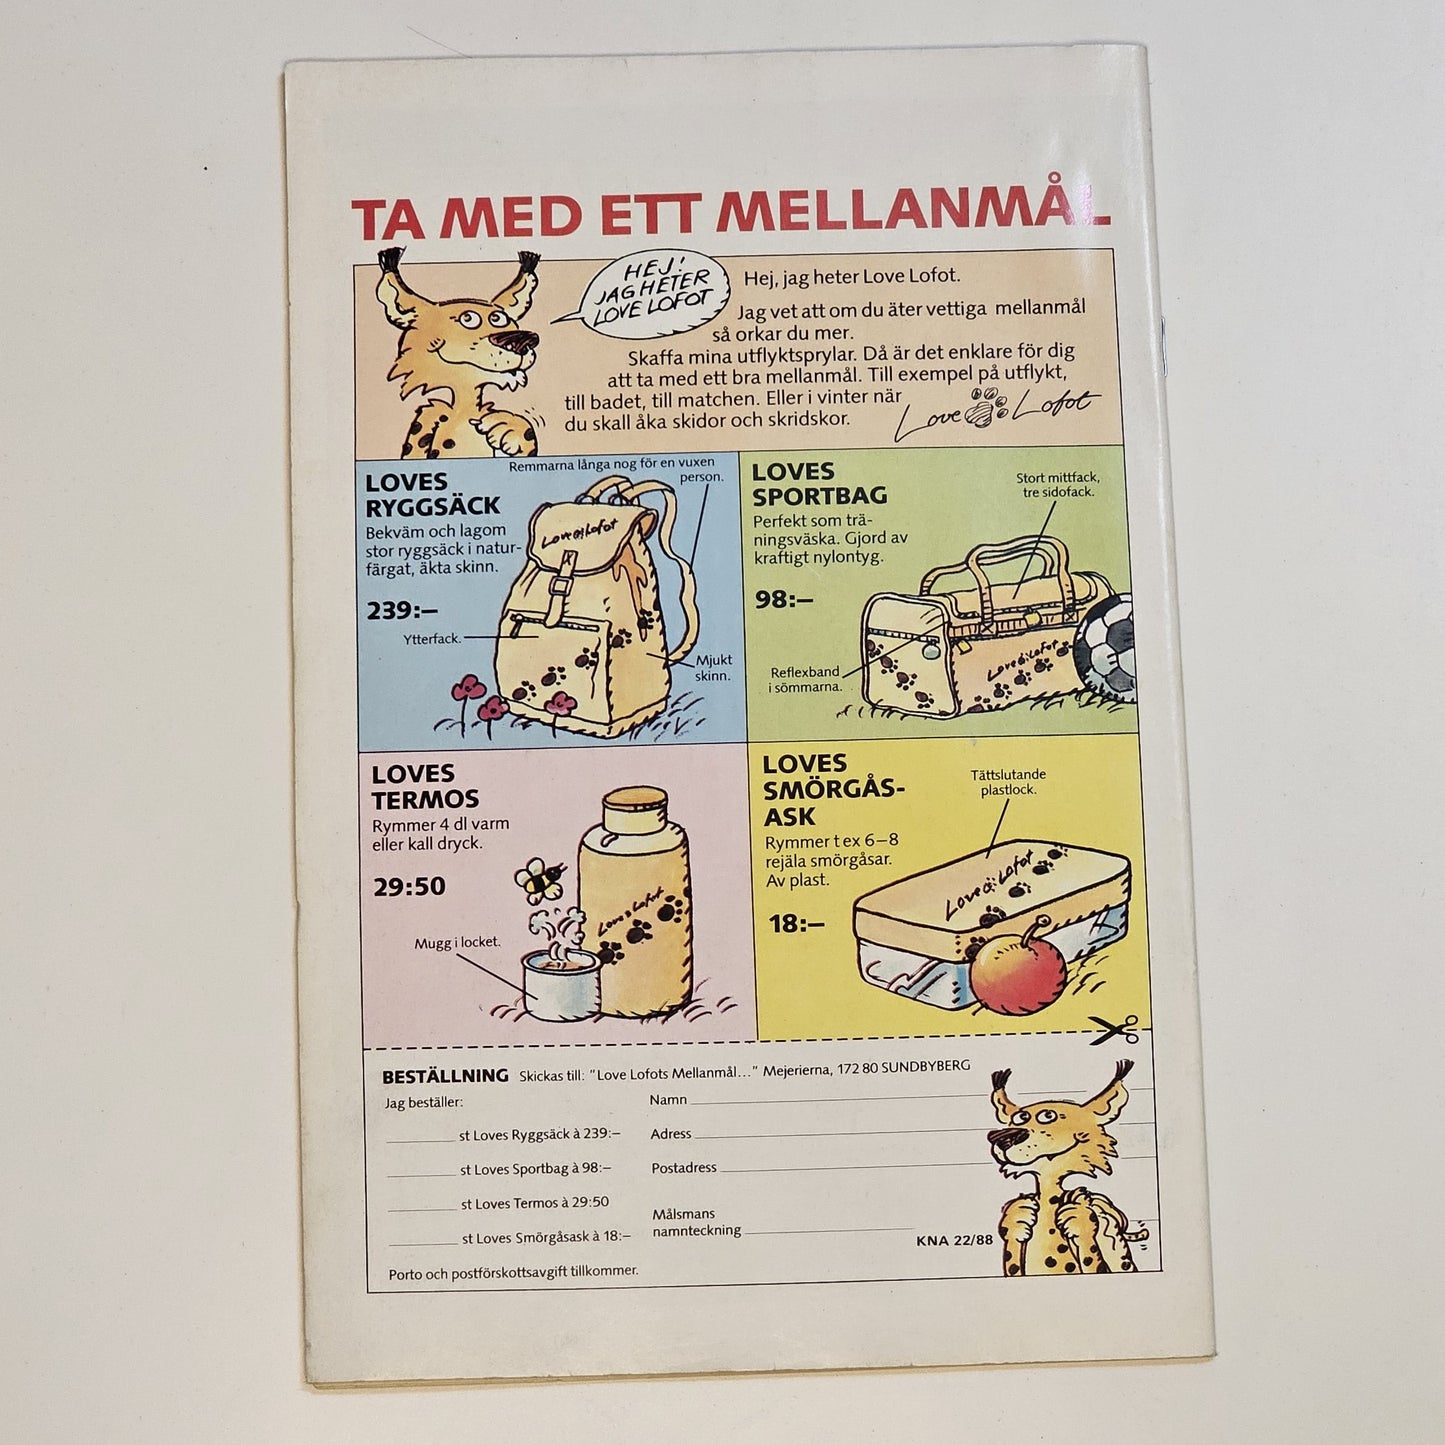 TA MED ETT MELLANMÅL
HEJ!
JAG HETER
LOVE LOFOT
Hej, jag heter Love Lofot.
Jag vet att om du äter vettiga mellanmål
så orkar du mer.
Skaffa mina utflyktsprylar. Då är det enklare för dig
att ta med ett bra mellanmål. Till exempel på utflykt,
till badet, till matchen. Eller i vinter när
du skall åka skidor och skridskor.
Love Lofot
LOVES
RYGGSÄCK
Bekväm och lagom
stor ryggsäck i natur-
färgat, äkta skinn.
239:–
Remmarna långa nog för en vuxen
person.
Love Lofot
Ytterfack.
Mjukt
skinn.
LOVES
SPORTBAG
Perfekt som trä-
ningsväska. Gjord av
kraftigt nylontyg.
98:–
Stort mittfack,
tre sidofack.
Love Lofot
Reflexband
i sömmarna.
LOVES
TERMOS
Rymmer 4 dl varm
eller kall dryck.
29:50
Love Lofot
Mugg i locket.
LOVES
SMÖRGÅS-
ASK
Rymmer t ex 6–8
rejäla smörgåsar.
Av plast.
18:–
Tättslutande
plastlock.
Love Lofot
BESTÄLLNING Skickas till: ”Love Lofots Mellanmål...” Mejerierna, 172 80 SUNDBYBERG
Jag beställer:
st Loves Ryggsäck à 239:–
st Loves Sportbag à 98:–
st Loves Termos à 29:50
st Loves Smörgåsask à 18:–
Porto och postförskottsavgift tillkommer.
Namn
Adress
Postadress
Målsmans
namnteckning
KNA 22/88